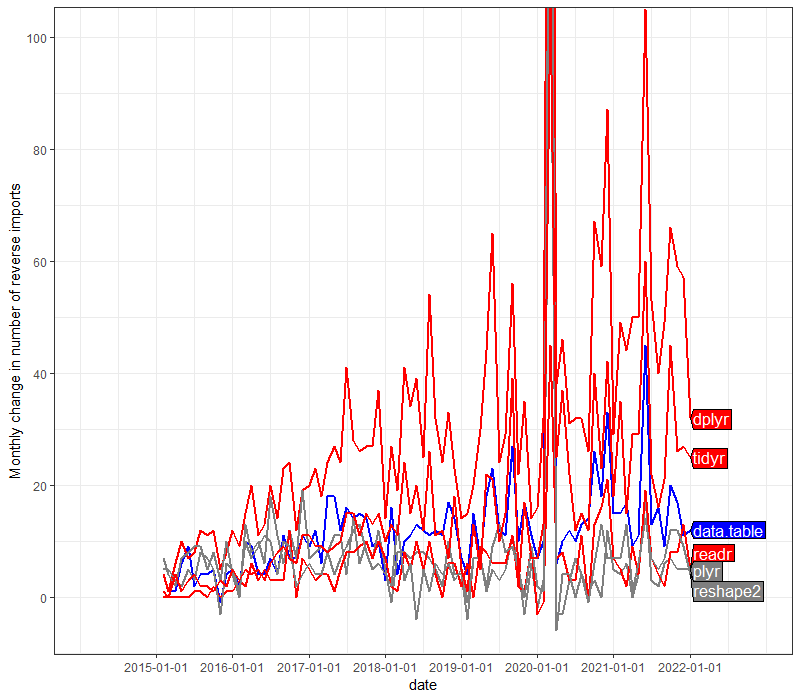 100
80
60
40
20
0
Monthly change in number of reverse imports
dplyr
tidyr
data.table
readr
plyr
reshape2
2015-01-01 2016-01-01 2017-01-01 2018-01-01 2019-01-01 2020-01-01 2021-01-01 2022-01-01
date